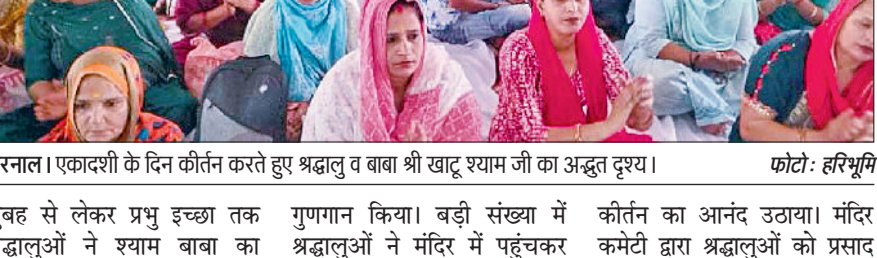 रनाल। एकादशी के दिन कीर्तन करते हुए श्रद्धालु व बाबा श्री खाटू श्याम जी का अद्भुत दृश्य। फोटो : हरिभूमि
बह से लेकर प्रभु इच्छा तक
द्धालुओं ने श्याम बाबा का
गुणगान किया। बड़ी संख्या में
श्रद्धालुओं ने मंदिर में पहुंचकर
कीर्तन का आनंद उठाया। मंदिर
कमेटी द्वारा श्रद्धालुओं को प्रसाद